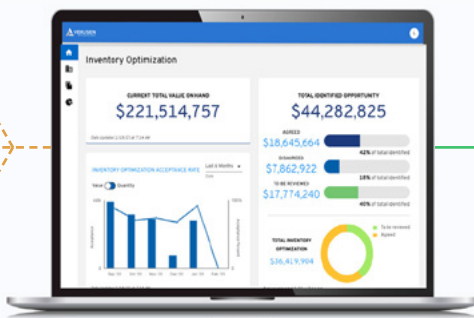 VERUSEN
Inventory Optimization
CURRENT TOTAL VALUE ON HAND
$221,514,757
TOTAL IDENTIFIED OPPORTUNITY
$44,282,825
AGREED
$18,645,664
42% of total identified
DISAGREED
$7,862,922
18% of total identified
TO BE REVIEWED
$17,774,240
40% of total identified
INVENTORY OPTIMIZATION ACCEPTANCE RATE
Last 6 Months
Value
Quantity
100%
To be reviewed
Agreed
TOTAL INVENTORY
OPTIMIZATION
$36,419,904